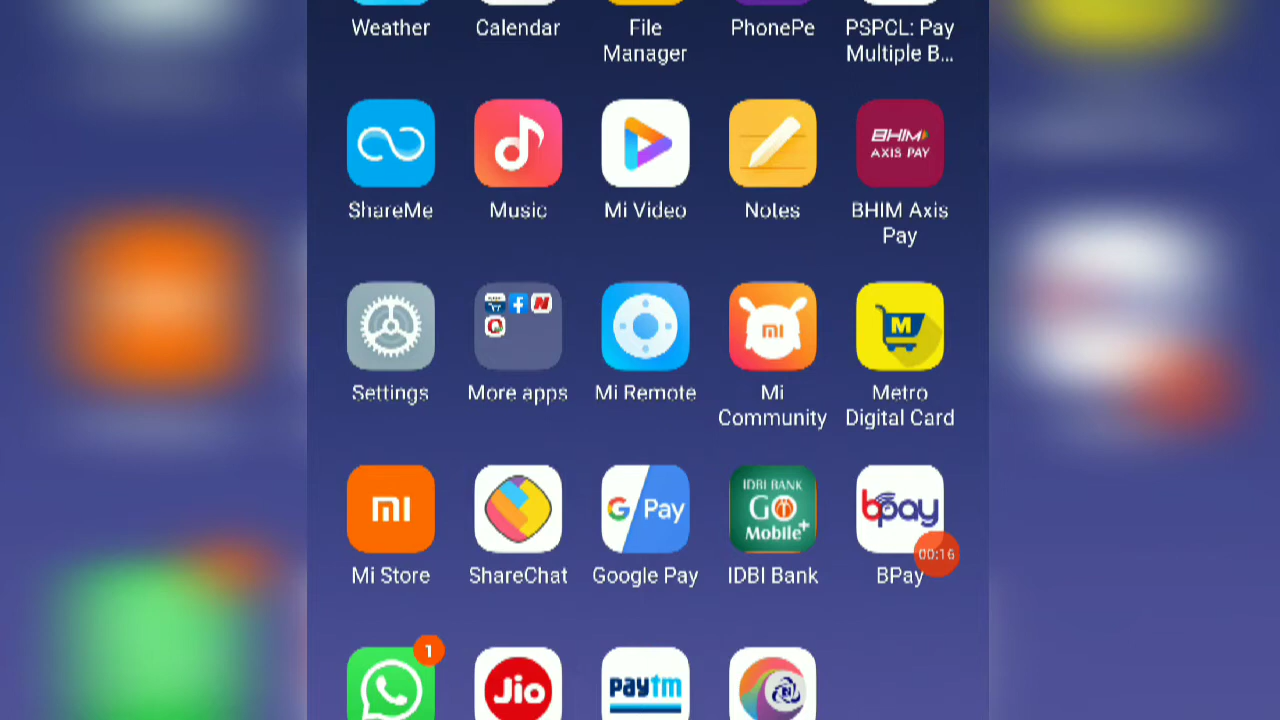 Weather
Calendar
File
Manager
PhonePe
PSPCL: Pay
Multiple B...
BHIM
AXIS PAY
ShareMe
Music
Mi Video
Notes
BHIM Axis
Pay
M
Settings
More apps
Mi Remote
Mi
Community
Metro
Digital Card
mi
G Pay
IDBI BANK
GO
Mobile+
bpay
00:16
Mi Store
ShareChat
Google Pay
IDBI Bank
BPay
1
Jio
paytm